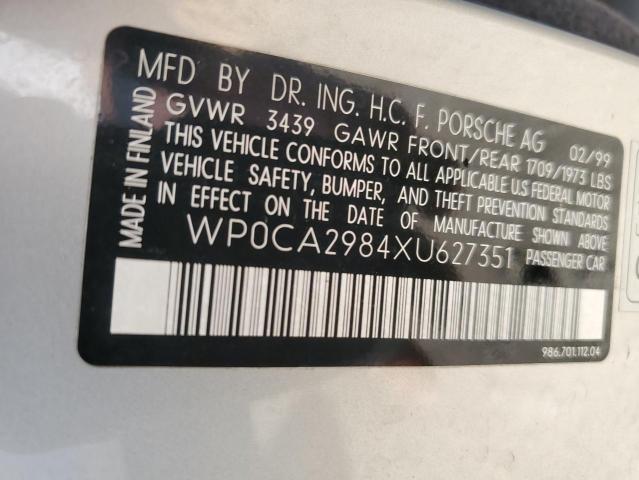 MFD BY DR. ING. H.C. F. PORSCHE AG 02/99
GVWR 3439 GAWR FRONT/REAR 1709/1973 LBS
THIS VEHICLE CONFORMS TO ALL APPLICABLE U.S FEDERAL MOTOR
VEHICLE SAFETY, BUMPER, AND THEFT PREVENTION STANDARDS
IN EFFECT ON THE DATE OF MANUFACTURE SHOWN ABOVE
WP0CA2984XU627351 PASSENGER CAR
MADE IN FINLAND
986.701.112.04